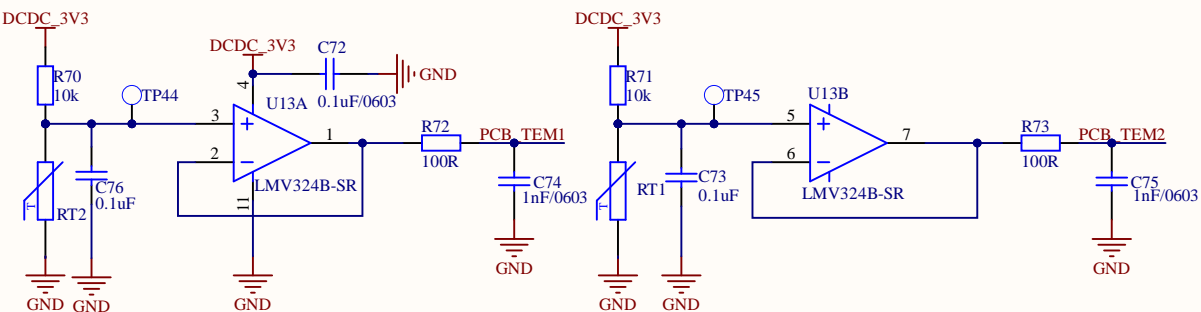 DCDC_3V3
DCDC_3V3
C72
GND
0.1uF/0603
R70
10k
TP44
4
U13A
3
+
1
2
−
R72
100R
PCB_TEM1
LMV324B-SR
11
C76
0.1uF
T
RT2
C74
1nF/0603
GND
GND
GND
GND
DCDC_3V3
R71
10k
TP45
U13B
5
+
7
6
−
R73
100R
PCB_TEM2
LMV324B-SR
T
RT1
C73
0.1uF
C75
1nF/0603
GND
GND
GND